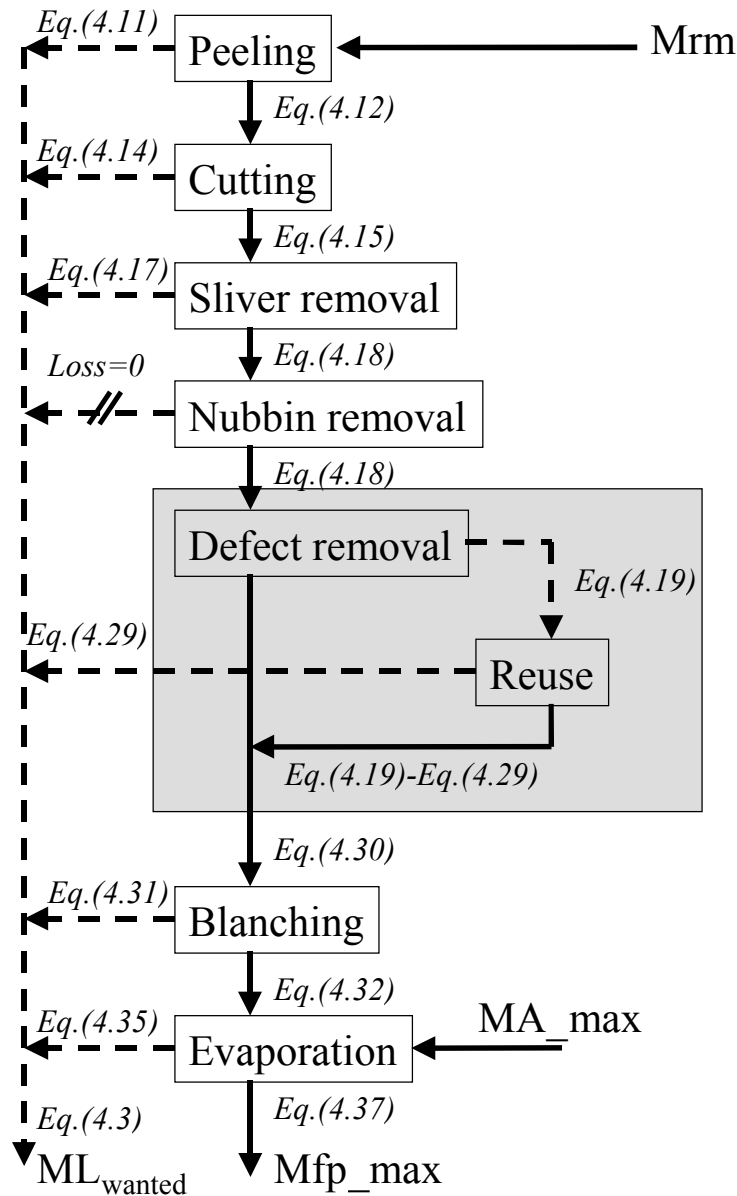 Eq.(4.11)
Peeling
Mrm
Eq.(4.12)
Eq.(4.14)
Cutting
Eq.(4.15)
Eq.(4.17)
Sliver removal
Eq.(4.18)
Loss=0
Nubbin removal
Eq.(4.18)
Defect removal
Eq.(4.19)
Eq.(4.29)
Reuse
Eq.(4.19)-Eq.(4.29)
Eq.(4.30)
Eq.(4.31)
Blanching
Eq.(4.32)
MA_max
Eq.(4.35)
Evaporation
Eq.(4.37)
Eq.(4.3)
MLwanted
Mfp_max